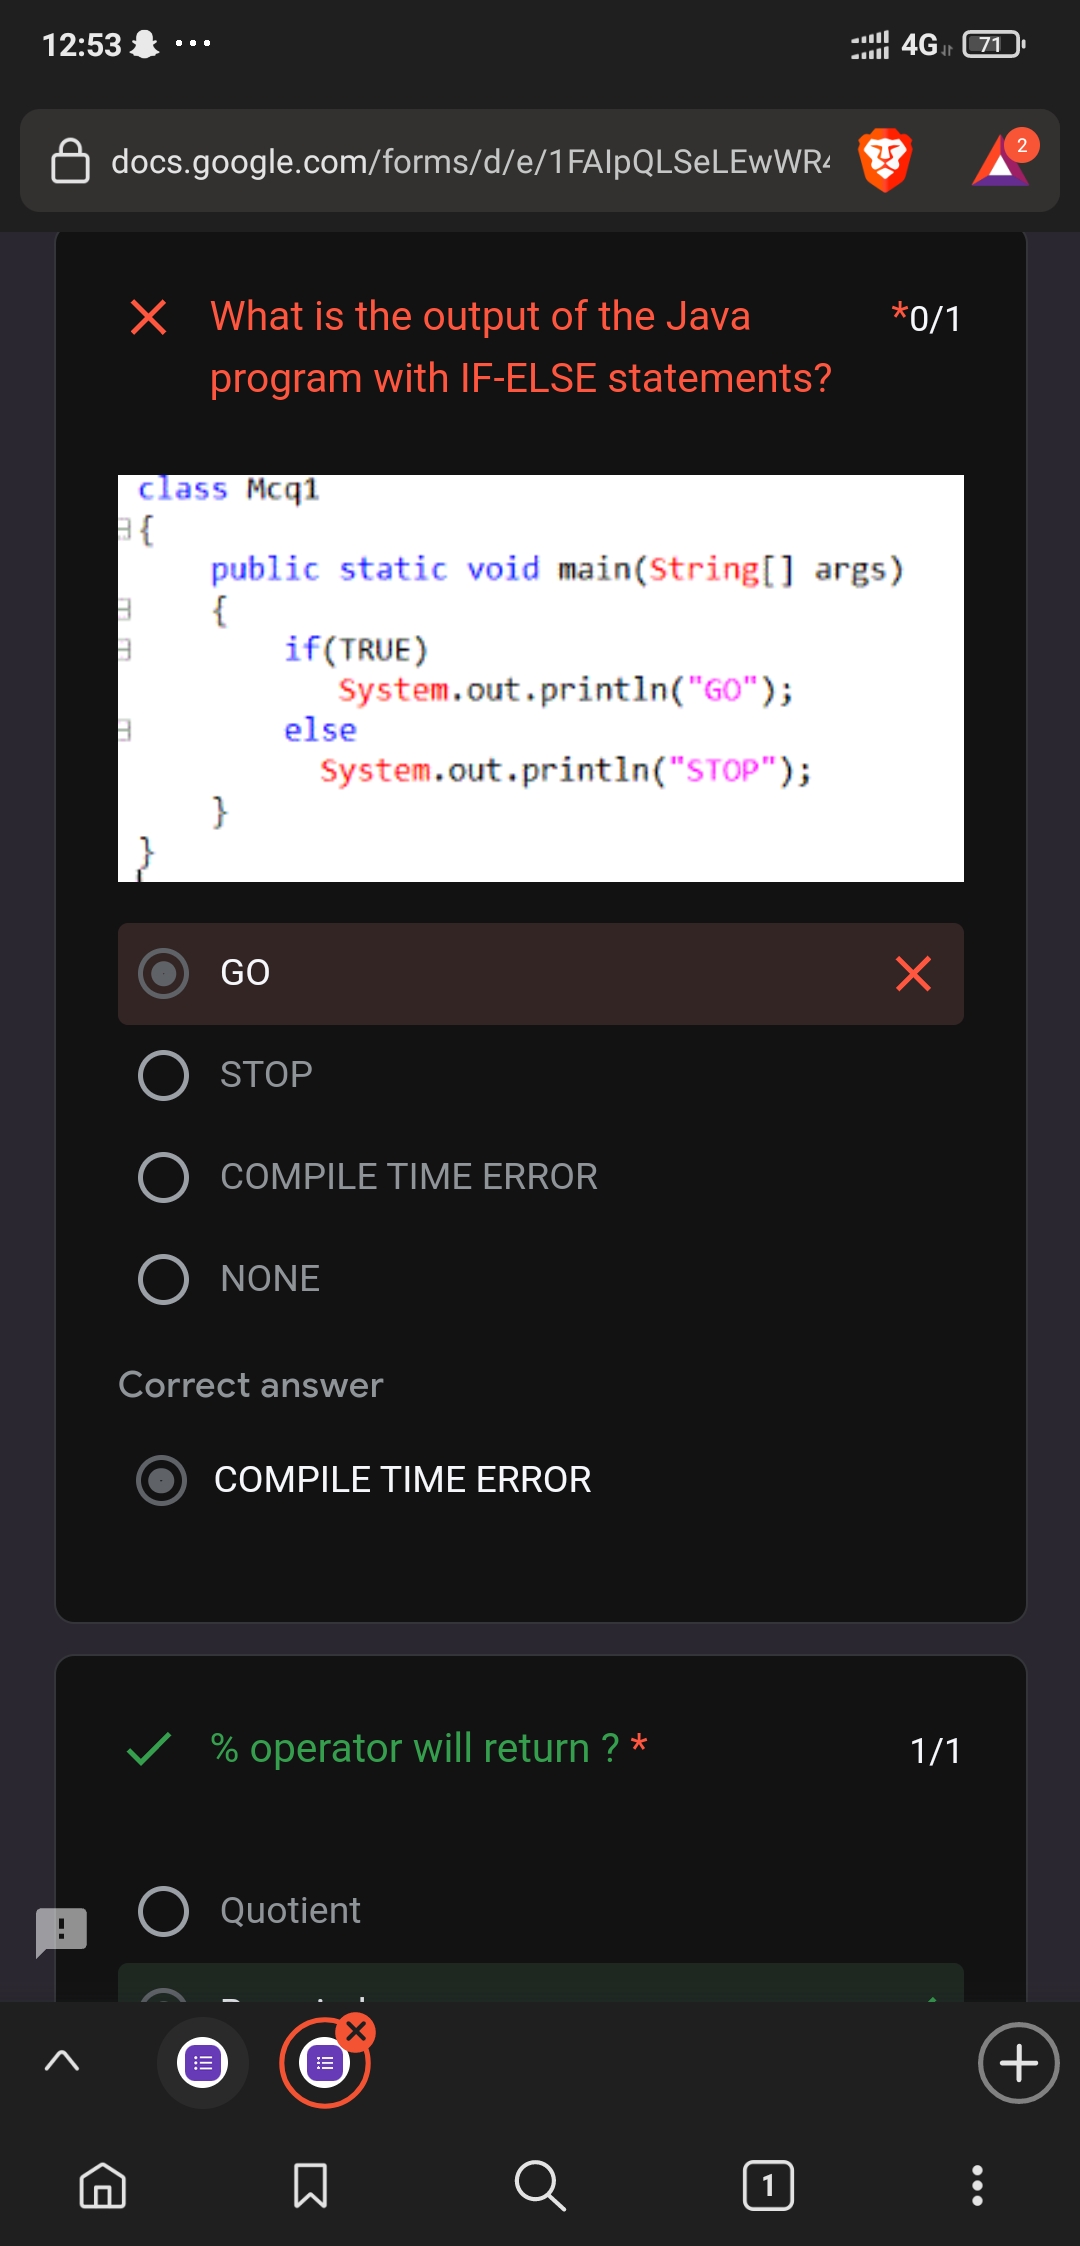 12:53
4G
71
docs.google.com/forms/d/e/1FAIpQLSeLEwWR
2
What is the output of the Java
program with IF-ELSE statements?
*0/1
class Mcq1
{
public static void main(String[] args)
{
if(TRUE)
System.out.println("GO");
else
System.out.println("STOP");
}
}
GO
STOP
COMPILE TIME ERROR
NONE
Correct answer
COMPILE TIME ERROR
% operator will return ? *
1/1
Quotient
1